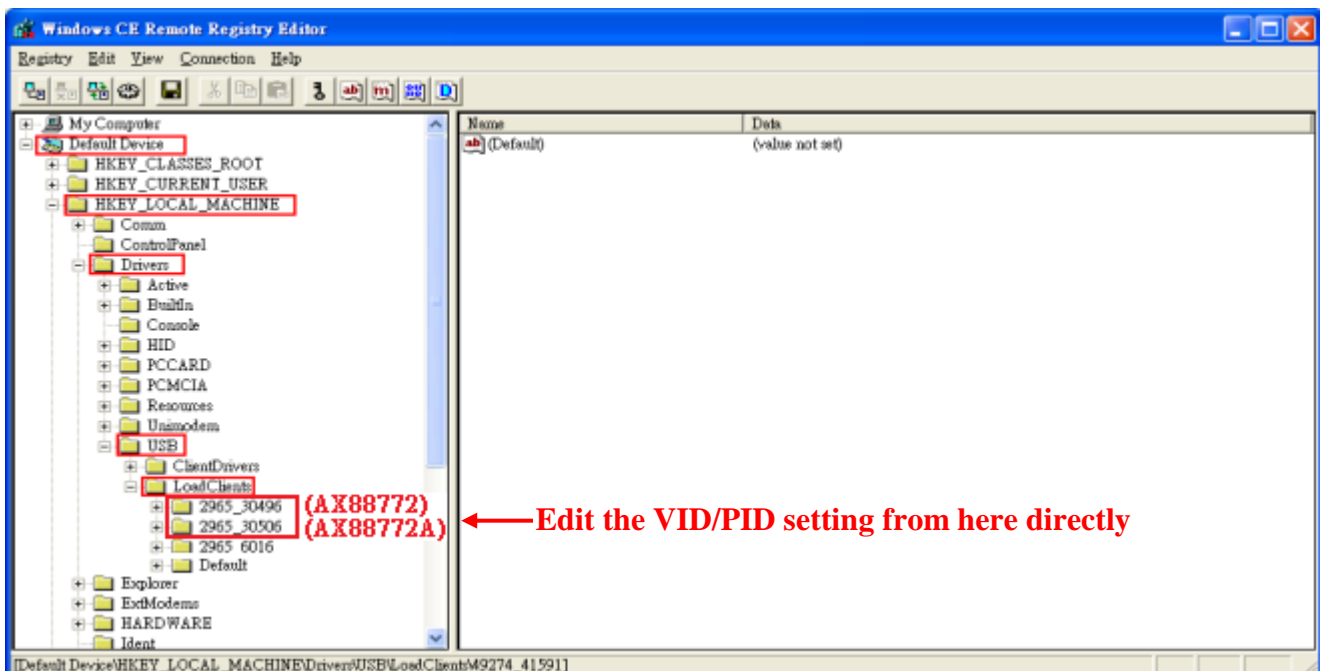 Windows CE Remote Registry Editor
Registry Edit View Connection Help
My Computer
Default Device
HKEY_CLASSES_ROOT
HKEY_CURRENT_USER
HKEY_LOCAL_MACHINE
Comm
ControlPanel
Drivers
Active
BuiltIn
Console
HID
PCCARD
PCMCIA
Resources
Unimodem
USB
ClientDrivers
LoadClients
2965_30496 (AX88772)
2965_30506 (AX88772A)
2965_6016
Default
Explorer
ExtModems
HARDWARE
Ident
Name Data
ab (Default) (value not set)
Edit the VID/PID setting from here directly
[Default Device\HKEY_LOCAL_MACHINE\Drivers\USB\LoadClients\49274_41591]